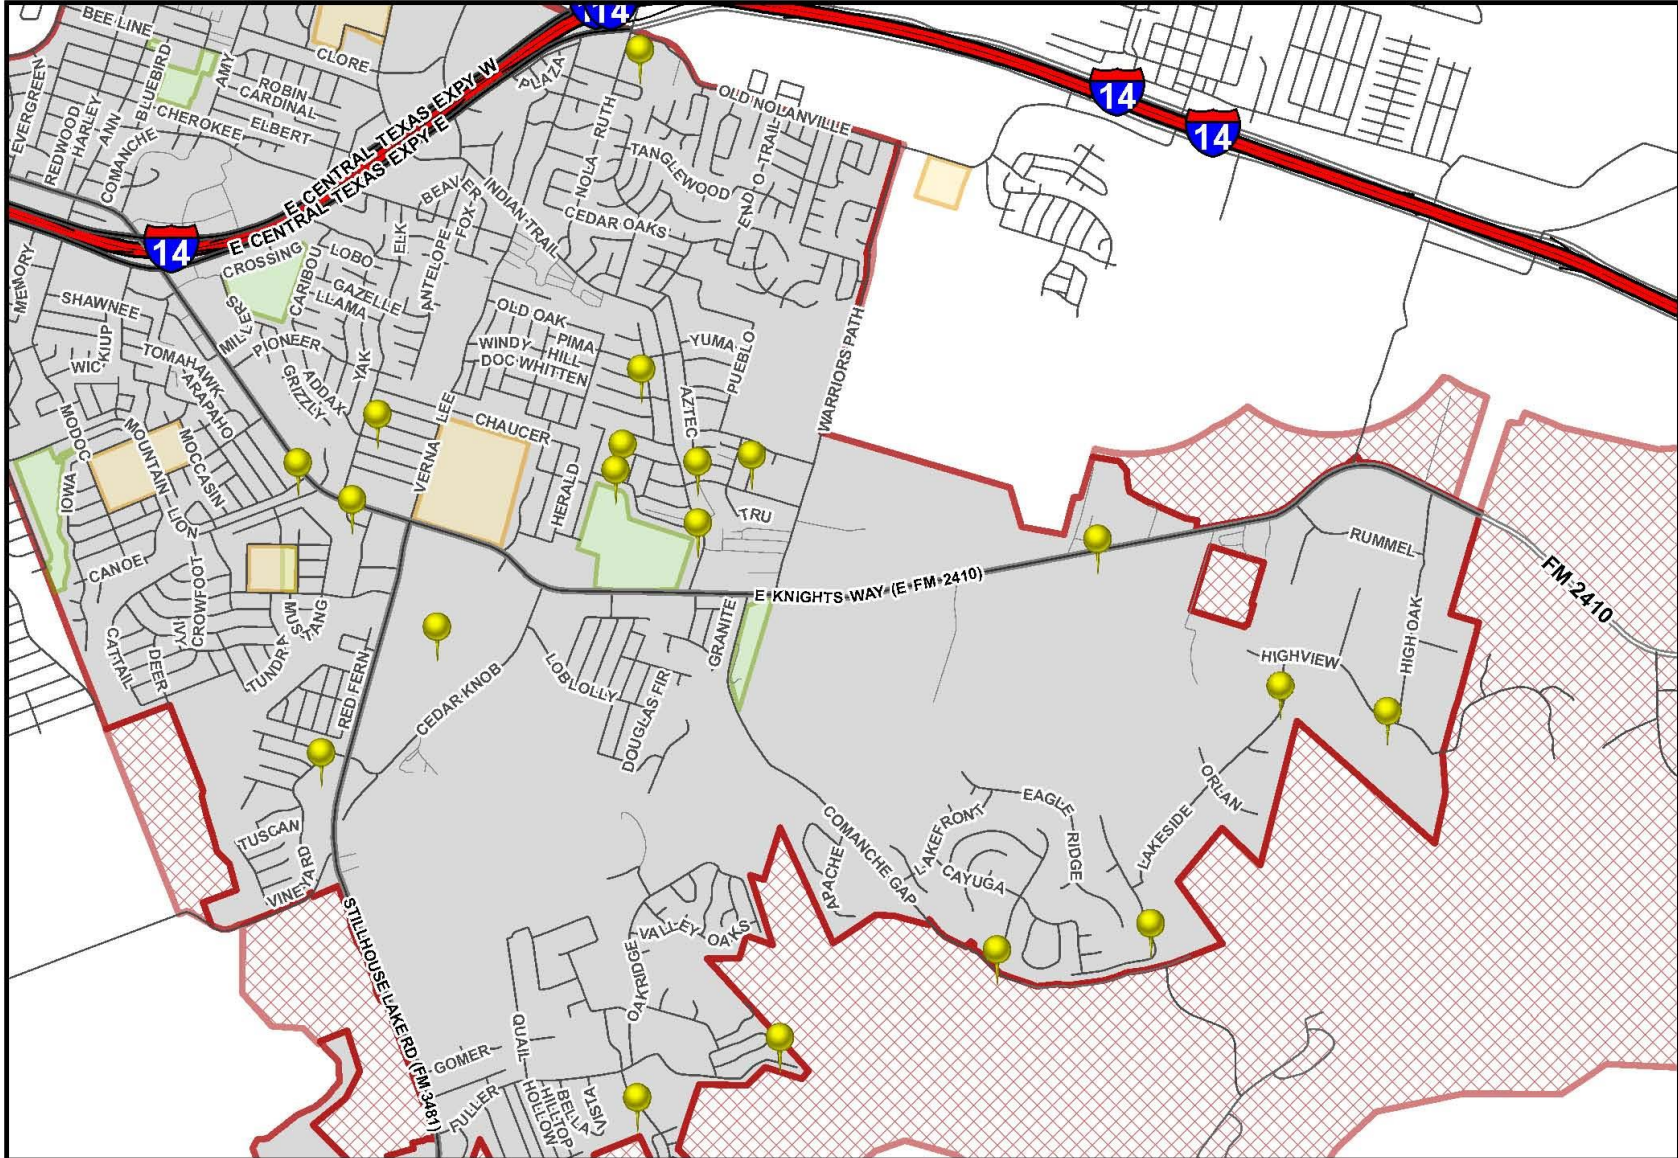 14
BEE LINE
CLORE
EVERGREEN
REDWOOD
HARLEY
ANN
BLUEBIRD
AMY
ROBIN
CARDINAL
CHEROKEE
ELBERT
COMANCHE
PLAZA
E CENTRAL TEXAS EXPY W
E CENTRAL TEXAS EXPY E
OLD NOLANVILLE
14
14
NOLA RUTH
TANGLEWOOD
END O TRAIL
CEDAR OAKS
BEAVER
FOX
INDIAN TRAIL
ELK
ANTELOPE
14
CROSSING
LOBO
CARIBOU
GAZELLE
LLAMA
MEMORY
SHAWNEE
KIUP
WIC
MILLERS
PIONEER
TOMAHAWK
ARAPAHO
GRIZZLY
ADDAX
YAK
OLD OAK
WINDY
PIMA
HILL
DOC WHITTEN
YUMA
PUEBLO
AZTEC
WARRIORS PATH
MODOC
MOUNTAIN
LION
MOCCASIN
VERNA LEE
CHAUCER
HERALD
IOWA
TRU
CANOE
CROWFOOT
IVY
CATTAIL
DEER
MUSTANG
TUNDRA
RED FERN
CEDAR KNOB
LOBLOLLY
DOUGLAS FIR
GRANITE
E KNIGHTS WAY (E FM 2410)
RUMMEL
FM 2410
HIGH OAK
HIGHVIEW
ORLAN
LAKESIDE
EAGLE
RIDGE
LAKEFRONT
CAYUGA
COMANCHE GAP
APACHE
TUSCAN
VINEYARD
VALLEY OAKS
OAKRIDGE
STILLHOUSE LAKE RD (FM 3481)
QUAIL
HOLLOW
GOMER
FULLER
HILLTOP
BELLA
VISTA